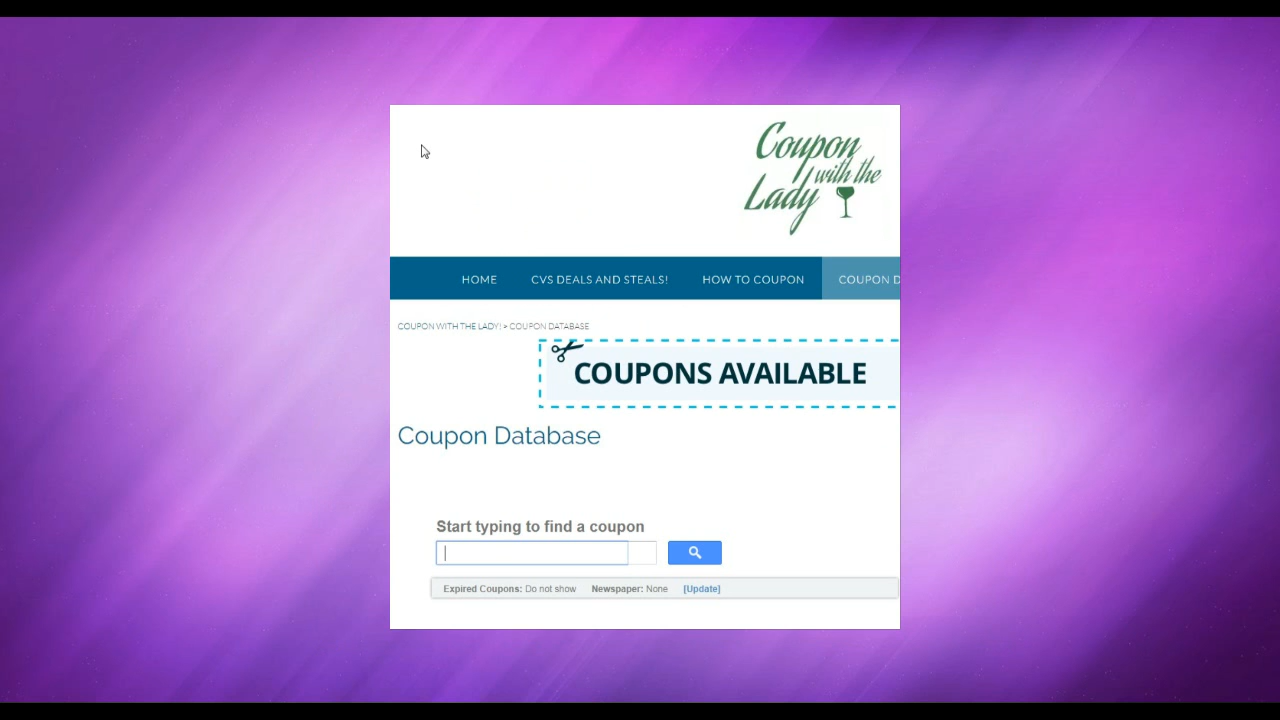 Coupon
with the
Lady
HOME CVS DEALS AND STEALS! HOW TO COUPON COUPON D
COUPON WITH THE LADY! > COUPON DATABASE
COUPONS AVAILABLE
Coupon Database
Start typing to find a coupon
Expired Coupons: Do not show Newspaper: None [Update]